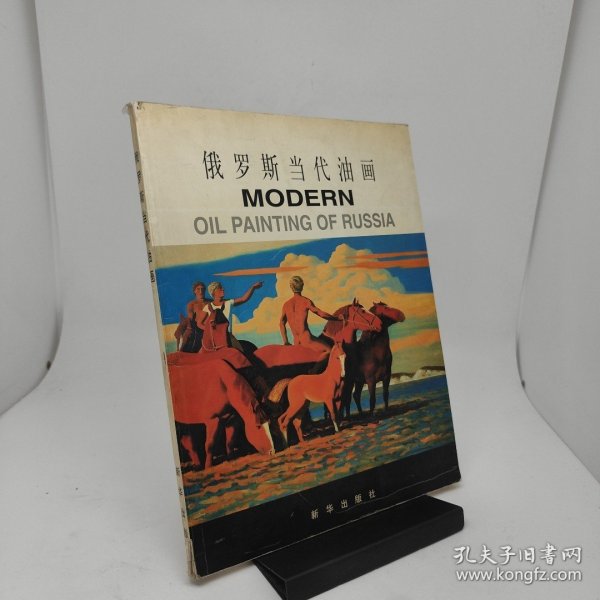 俄罗斯当代油画
MODERN
OIL PAINTING OF RUSSIA
新华出版社
孔夫子旧书网
www.kongfz.com